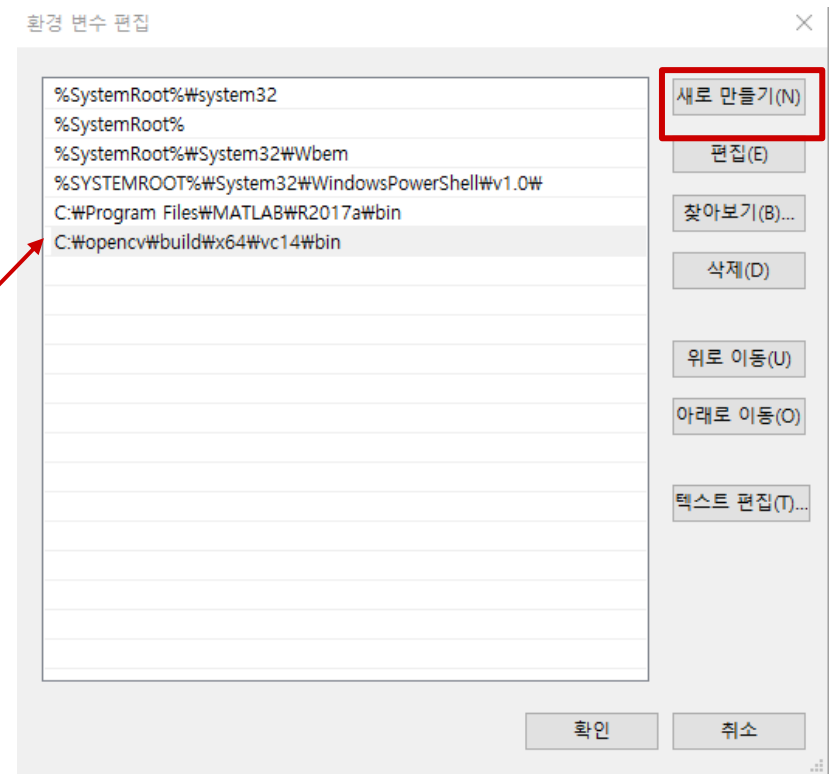 환경 변수 편집
%SystemRoot%₩system32
%SystemRoot%
%SystemRoot%₩System32₩Wbem
%SYSTEMROOT%₩System32₩WindowsPowerShell₩v1.0₩
C:₩Program Files₩MATLAB₩R2017a₩bin
C:₩opencv₩build₩x64₩vc14₩bin
새로 만들기(N)
편집(E)
찾아보기(B)...
삭제(D)
위로 이동(U)
아래로 이동(O)
텍스트 편집(T)...
확인
취소